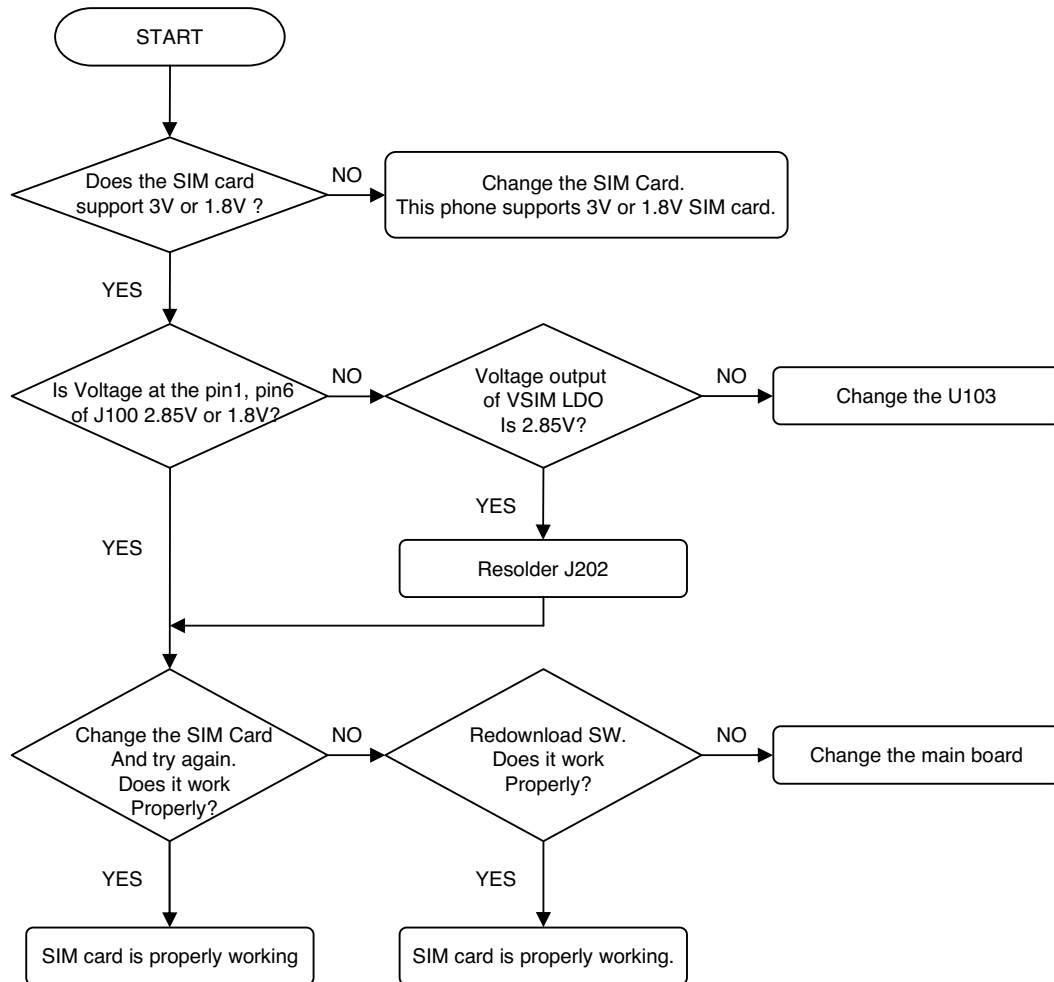 START
Does the SIM card
support 3V or 1.8V ?
NO
Change the SIM Card.
This phone supports 3V or 1.8V SIM card.
YES
Is Voltage at the pin1, pin6
of J100 2.85V or 1.8V?
NO
Voltage output
of VSIM LDO
Is 2.85V?
NO
Change the U103
YES
YES
Resolder J202
Change the SIM Card
And try again.
Does it work
Properly?
NO
Redownload SW.
Does it work
Properly?
NO
Change the main board
YES
YES
SIM card is properly working
SIM card is properly working.